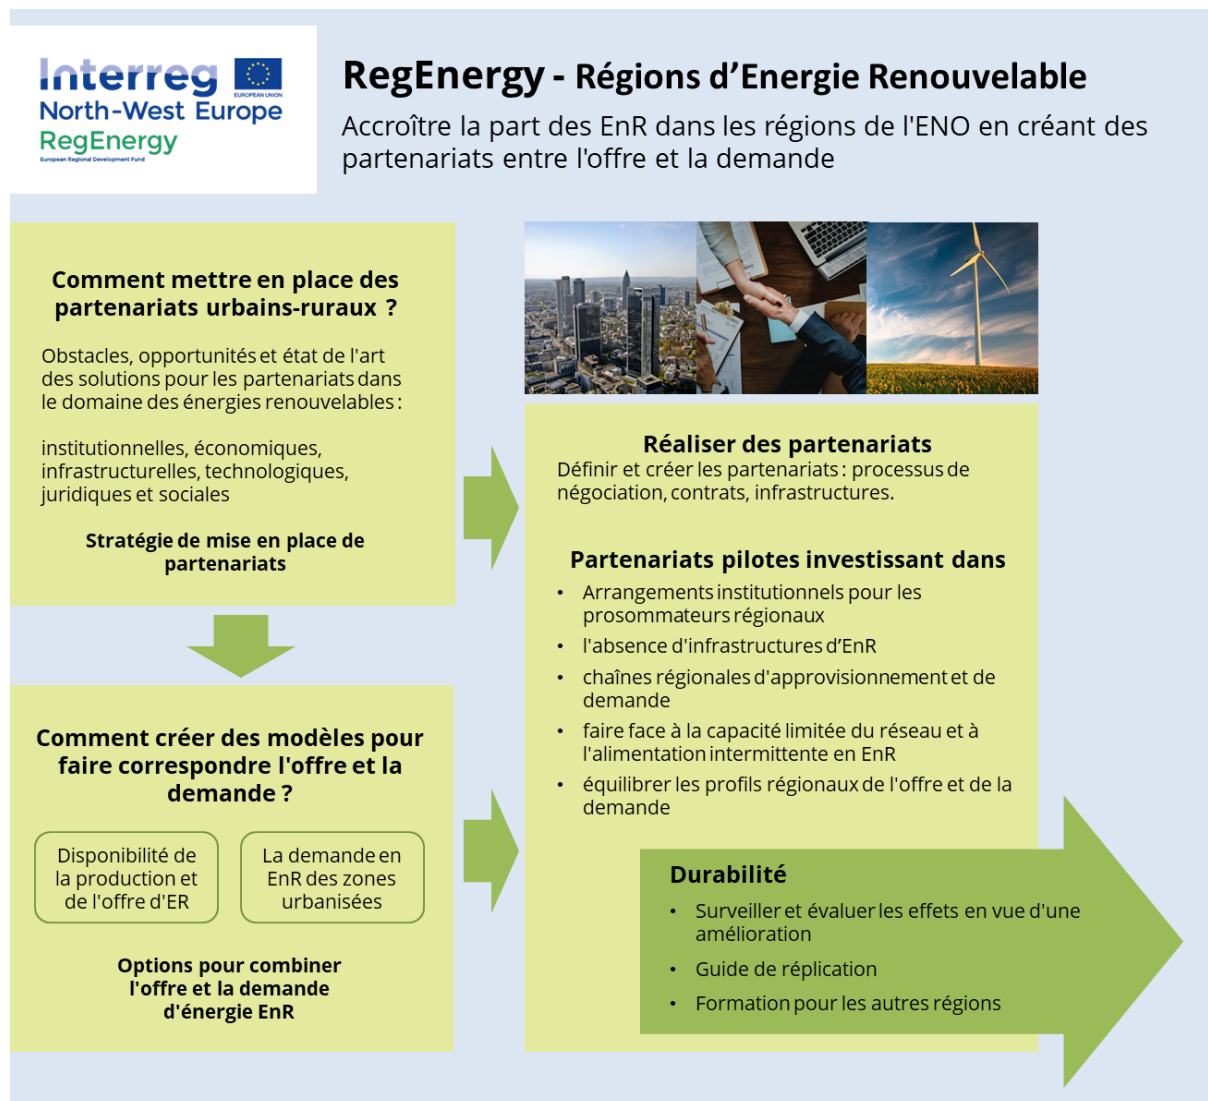 Interreg
EUROPEAN UNION
North-West Europe
RegEnergy
European Regional Development Fund
RegEnergy - Régions d’Energie Renouvelable
Accroître la part des EnR dans les régions de l'ENO en créant des
partenariats entre l'offre et la demande
Comment mettre en place des
partenariats urbains-ruraux ?
Obstacles, opportunités et état de l'art
des solutions pour les partenariats dans
le domaine des énergies renouvelables :
institutionnelles, économiques,
infrastructurelles, technologiques,
juridiques et sociales
Stratégie de mise en place de
partenariats
Comment créer des modèles pour
faire correspondre l'offre et la
demande ?
Disponibilité de
la production et
de l'offre d'ER
La demande en
EnR des zones
urbanisées
Options pour combiner
l'offre et la demande
d'énergie EnR
Réaliser des partenariats
Définir et créer les partenariats : processus de
négociation, contrats, infrastructures.
Partenariats pilotes investissant dans
• Arrangements institutionnels pour les
prosommateurs régionaux
• l'absence d'infrastructures d’EnR
• chaînes régionales d'approvisionnement et de
demande
• faire face à la capacité limitée du réseau et à
l'alimentation intermittente en EnR
• équilibrer les profils régionaux de l'offre et de la
demande
Durabilité
• Surveiller et évaluer les effets en vue d'une
amélioration
• Guide de réplication
• Formation pour les autres régions